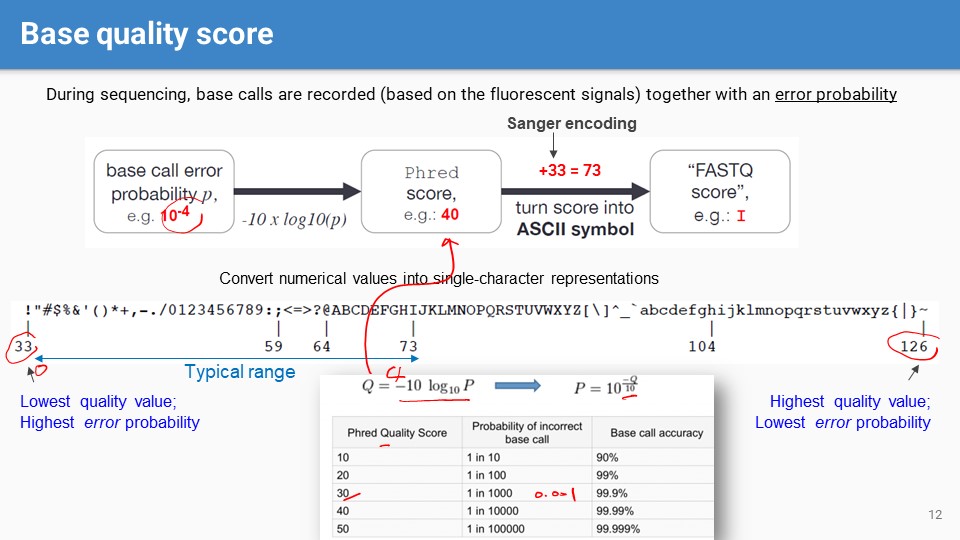 Base quality score
During sequencing, base calls are recorded (based on the fluorescent signals) together with an error probability
Sanger encoding
base call error
probability p,
e.g. 10-4
-10 x log10(p)
Phred
score,
e.g.: 40
+33 = 73
turn score into
ASCII symbol
“FASTQ
score”,
e.g.: I
Convert numerical values into single-character representations
!"#$%&'()*+,-./0123456789:;<=>?@ABCDEFGHIJKLMNOPQRSTUVWXYZ[\]^_`abcdefghijklmnopqrstuvwxyz{|}~
33 59 64 73 104 126
0
Typical range
4
Lowest quality value;
Highest error probability
Q = -10 log10 P
P = 10-Q/10
Highest quality value;
Lowest error probability
Phred Quality Score Probability of incorrect base call Base call accuracy
10 1 in 10 90%
20 1 in 100 99%
30 1 in 1000 0.001 99.9%
40 1 in 10000 99.99%
50 1 in 100000 99.999%
12